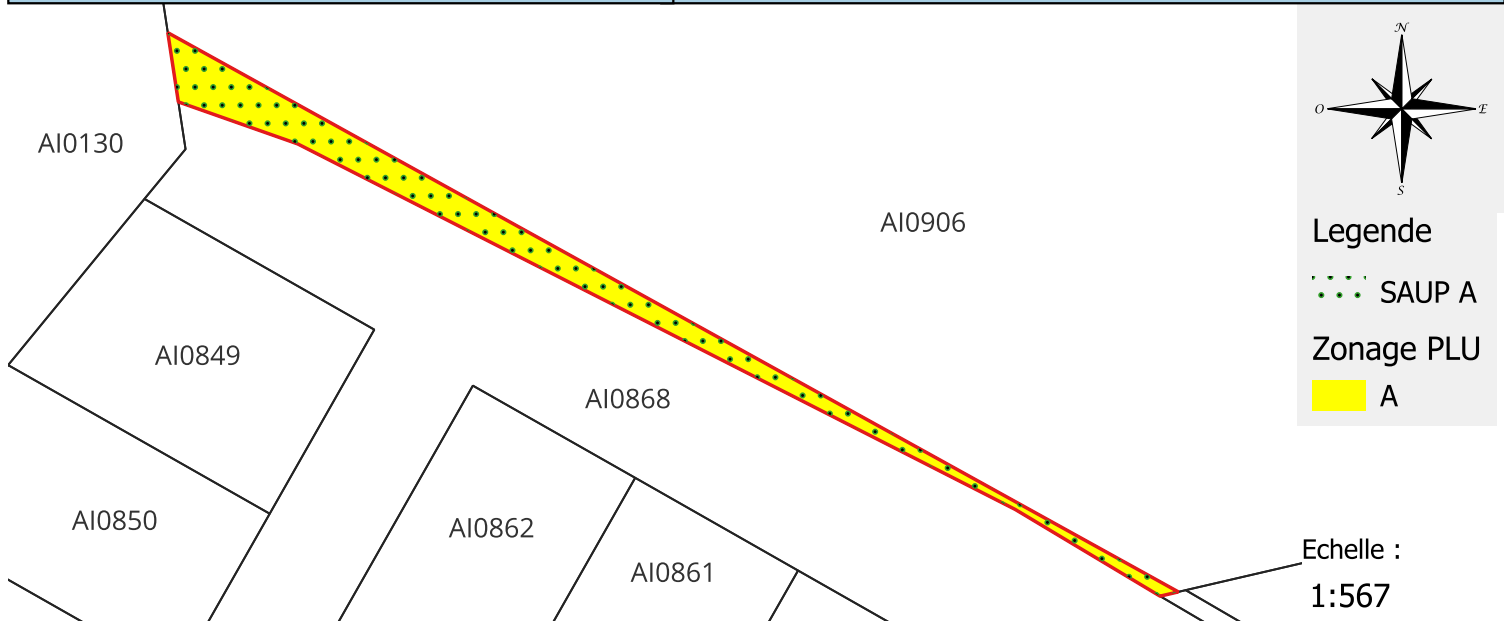 N
O
E
S
AI0130
AI0906
Legende
SAUP A
Zonage PLU
A
AI0849
AI0868
AI0850
AI0862
AI0861
Echelle :
1:567